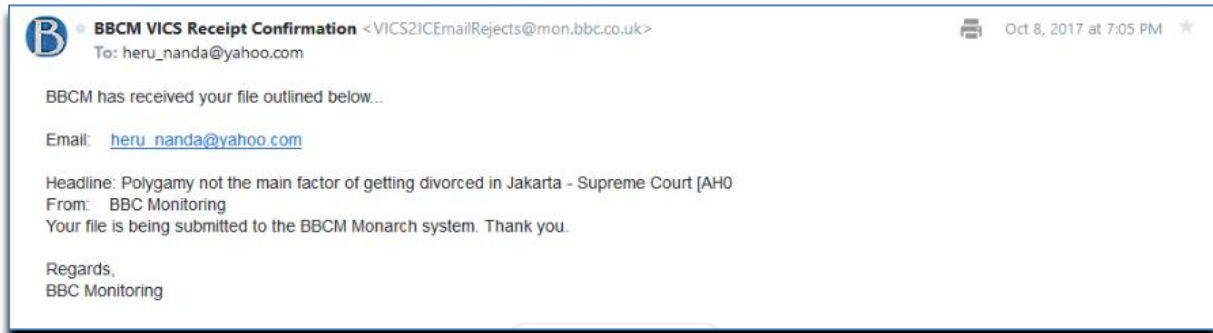 B
BBCM VICS Receipt Confirmation <VICS2ICEmailRejects@mon.bbc.co.uk> Oct 8, 2017 at 7:05 PM
To: heru_nanda@yahoo.com
BBCM has received your file outlined below...
Email: heru_nanda@yahoo.com
Headline: Polygamy not the main factor of getting divorced in Jakarta - Supreme Court [AH0
From: BBC Monitoring
Your file is being submitted to the BBCM Monarch system. Thank you.
Regards,
BBC Monitoring